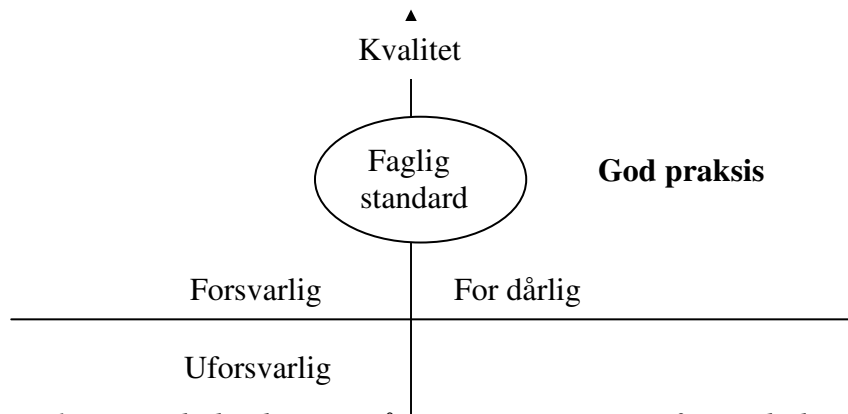 Kvalitet
Faglig
standard
God praksis
Forsvarlig
For dårlig
Uforsvarlig